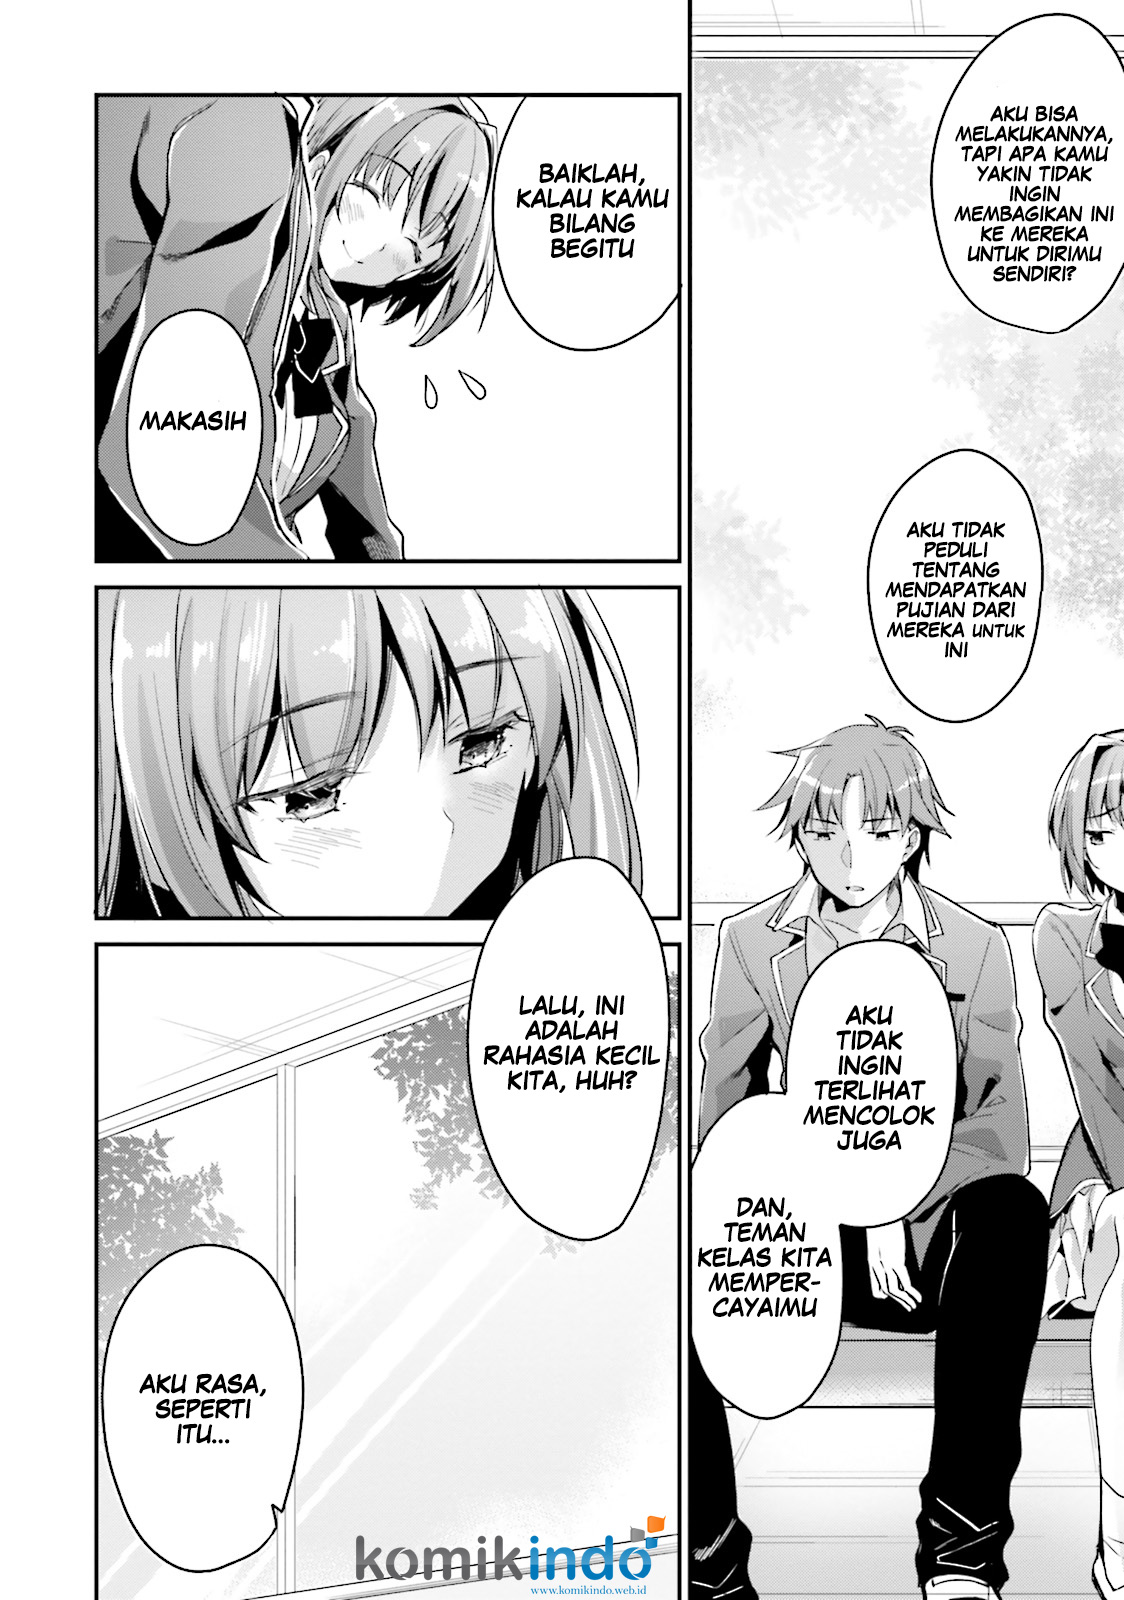 AKU BISA
MELAKUKANNYA,
TAPI APA KAMU
YAKIN TIDAK
INGIN
MEMBAGIKAN INI
KE MEREKA
UNTUK DIRIMU
SENDIRI?
AKU TIDAK
PEDULI
TENTANG
MENDAPATKAN
PUJIAN DARI
MEREKA UNTUK
INI
AKU
TIDAK
INGIN
TERLIHAT
MENCOLOK
JUGA
DAN,
TEMAN
KELAS KITA
MEMPER-
CAYAIMU
BAIKLAH,
KALAU KAMU
BILANG
BEGITU
MAKASIH
LALU, INI
ADALAH
RAHASIA KECIL
KITA, HUH?
AKU RASA,
SEPERTI
ITU...
komikindo
www.komikindo.web.id